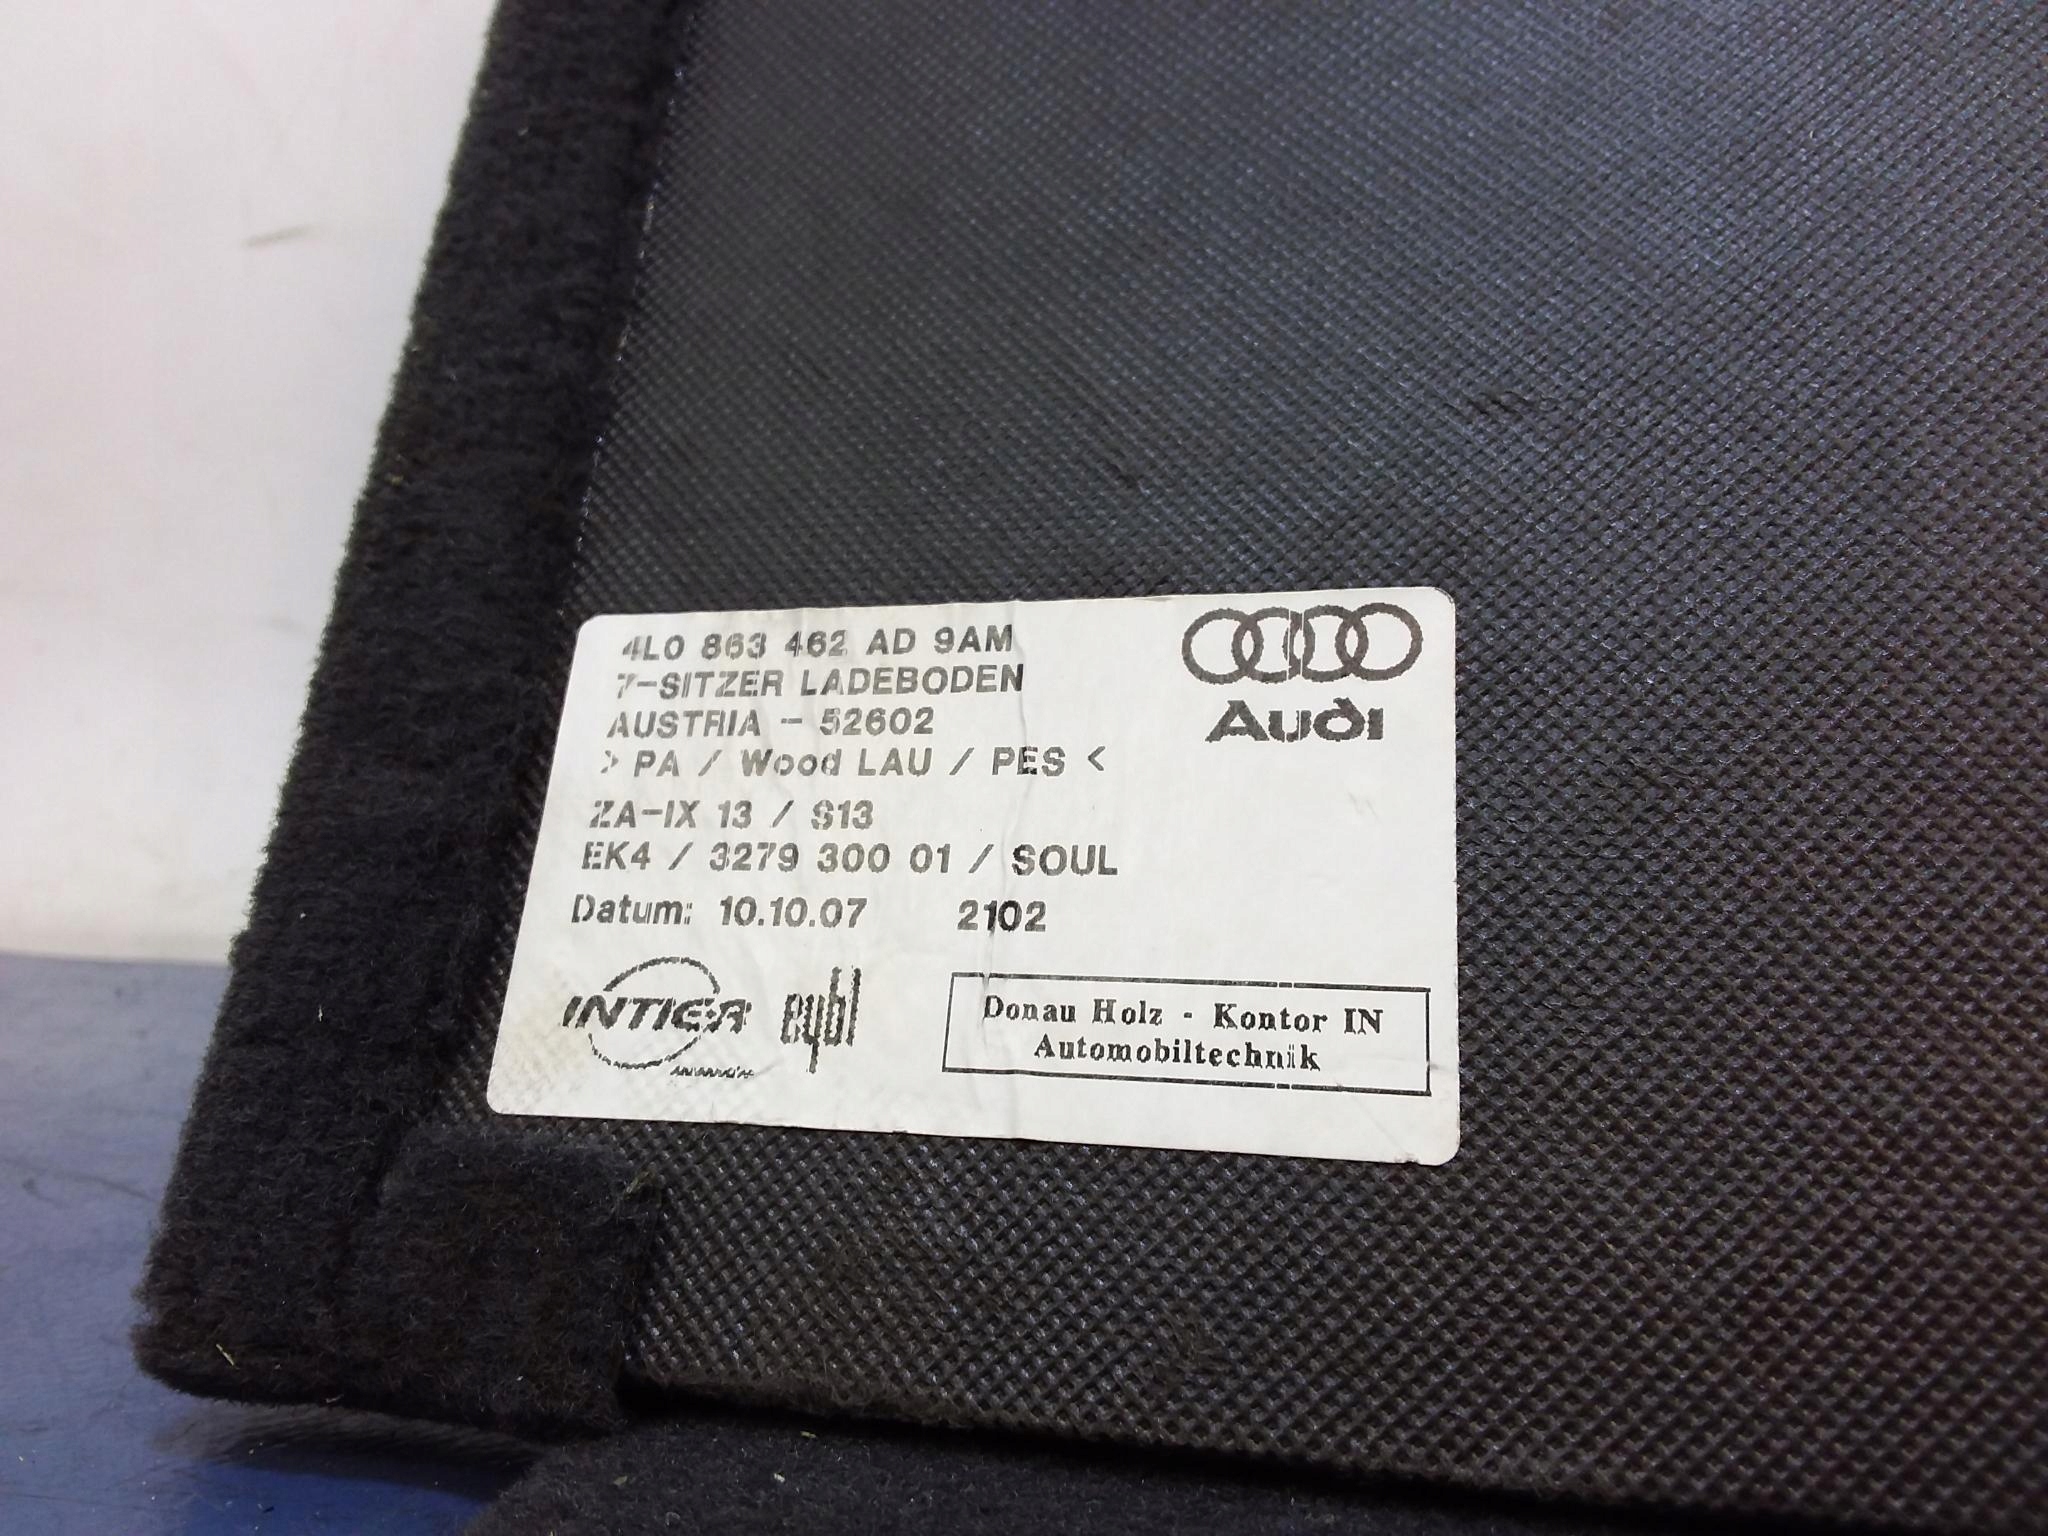 4L0 863 462 AD 9AM
7-SITZER LADEBODEN
AUSTRIA - 52602
> PA / Wood LAU / PES <
ZA-IX 13 / S13
EK4 / 3279 300 01 / SOUL
Datum: 10.10.07 2102
Audi
INTIER
eybl
Donau Holz - Kontor IN
Automobiltechnik